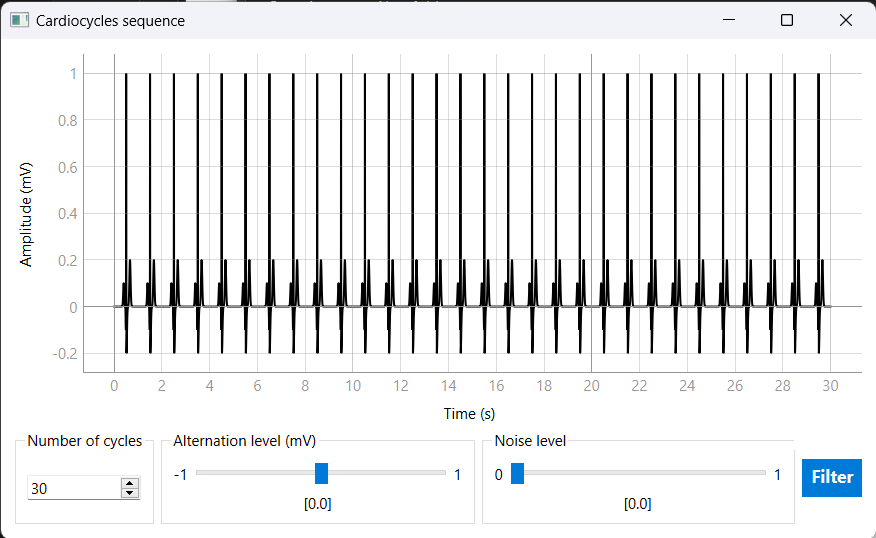 Cardiocycles sequence
1
0.8
0.6
0.4
0.2
0
-0.2
Amplitude (mV)
0 2 4 6 8 10 12 14 16 18 20 22 24 26 28 30
Time (s)
Number of cycles
30
Alternation level (mV)
-1 1
[0.0]
Noise level
0 1
[0.0]
Filter